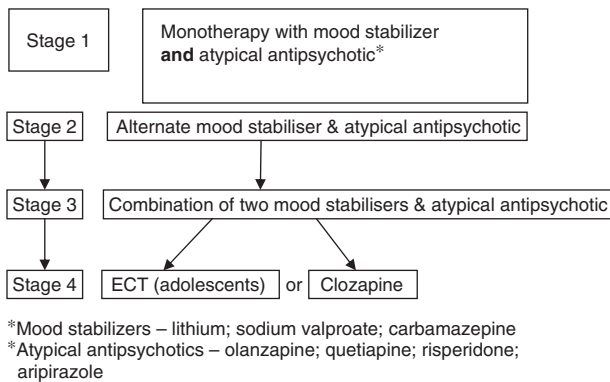 Stage 1
Monotherapy with mood stabilizer
and atypical antipsychotic*
Stage 2
Alternate mood stabiliser & atypical antipsychotic
Stage 3
Combination of two mood stabilisers & atypical antipsychotic
Stage 4
ECT (adolescents) or Clozapine
*Mood stabilizers – lithium; sodium valproate; carbamazepine
*Atypical antipsychotics – olanzapine; quetiapine; risperidone;
aripirazole